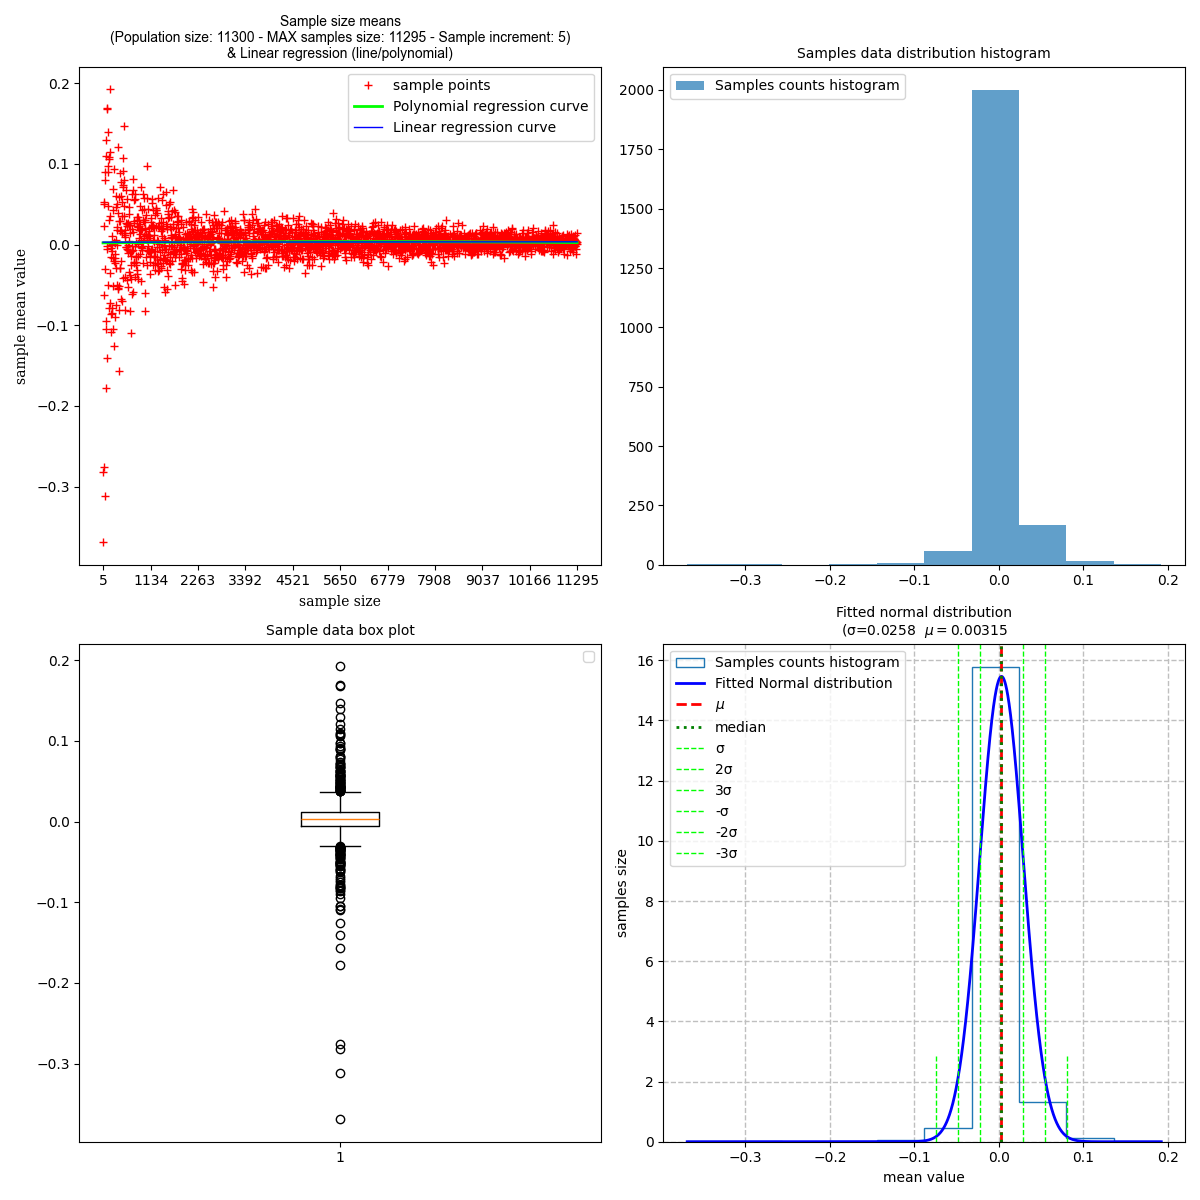 Sample size means
(Population size: 11300 - MAX samples size: 11295 - Sample increment: 5)
& Linear regression (line/polynomial)
sample points
Polynomial regression curve
Linear regression curve
0.2
0.1
0.0
−0.1
−0.2
−0.3
sample mean value
5 1134 2263 3392 4521 5650 6779 7908 9037 10166 11295
sample size
Samples data distribution histogram
Samples counts histogram
2000
1750
1500
1250
1000
750
500
250
0
−0.3 −0.2 −0.1 0.0 0.1 0.2
Sample data box plot
0.2
0.1
0.0
−0.1
−0.2
−0.3
1
Fitted normal distribution
(σ=0.0258 μ = 0.00315
Samples counts histogram
Fitted Normal distribution
μ
median
σ
2σ
3σ
-σ
-2σ
-3σ
16
14
12
10
8
6
4
2
0
samples size
−0.3 −0.2 −0.1 0.0 0.1 0.2
mean value